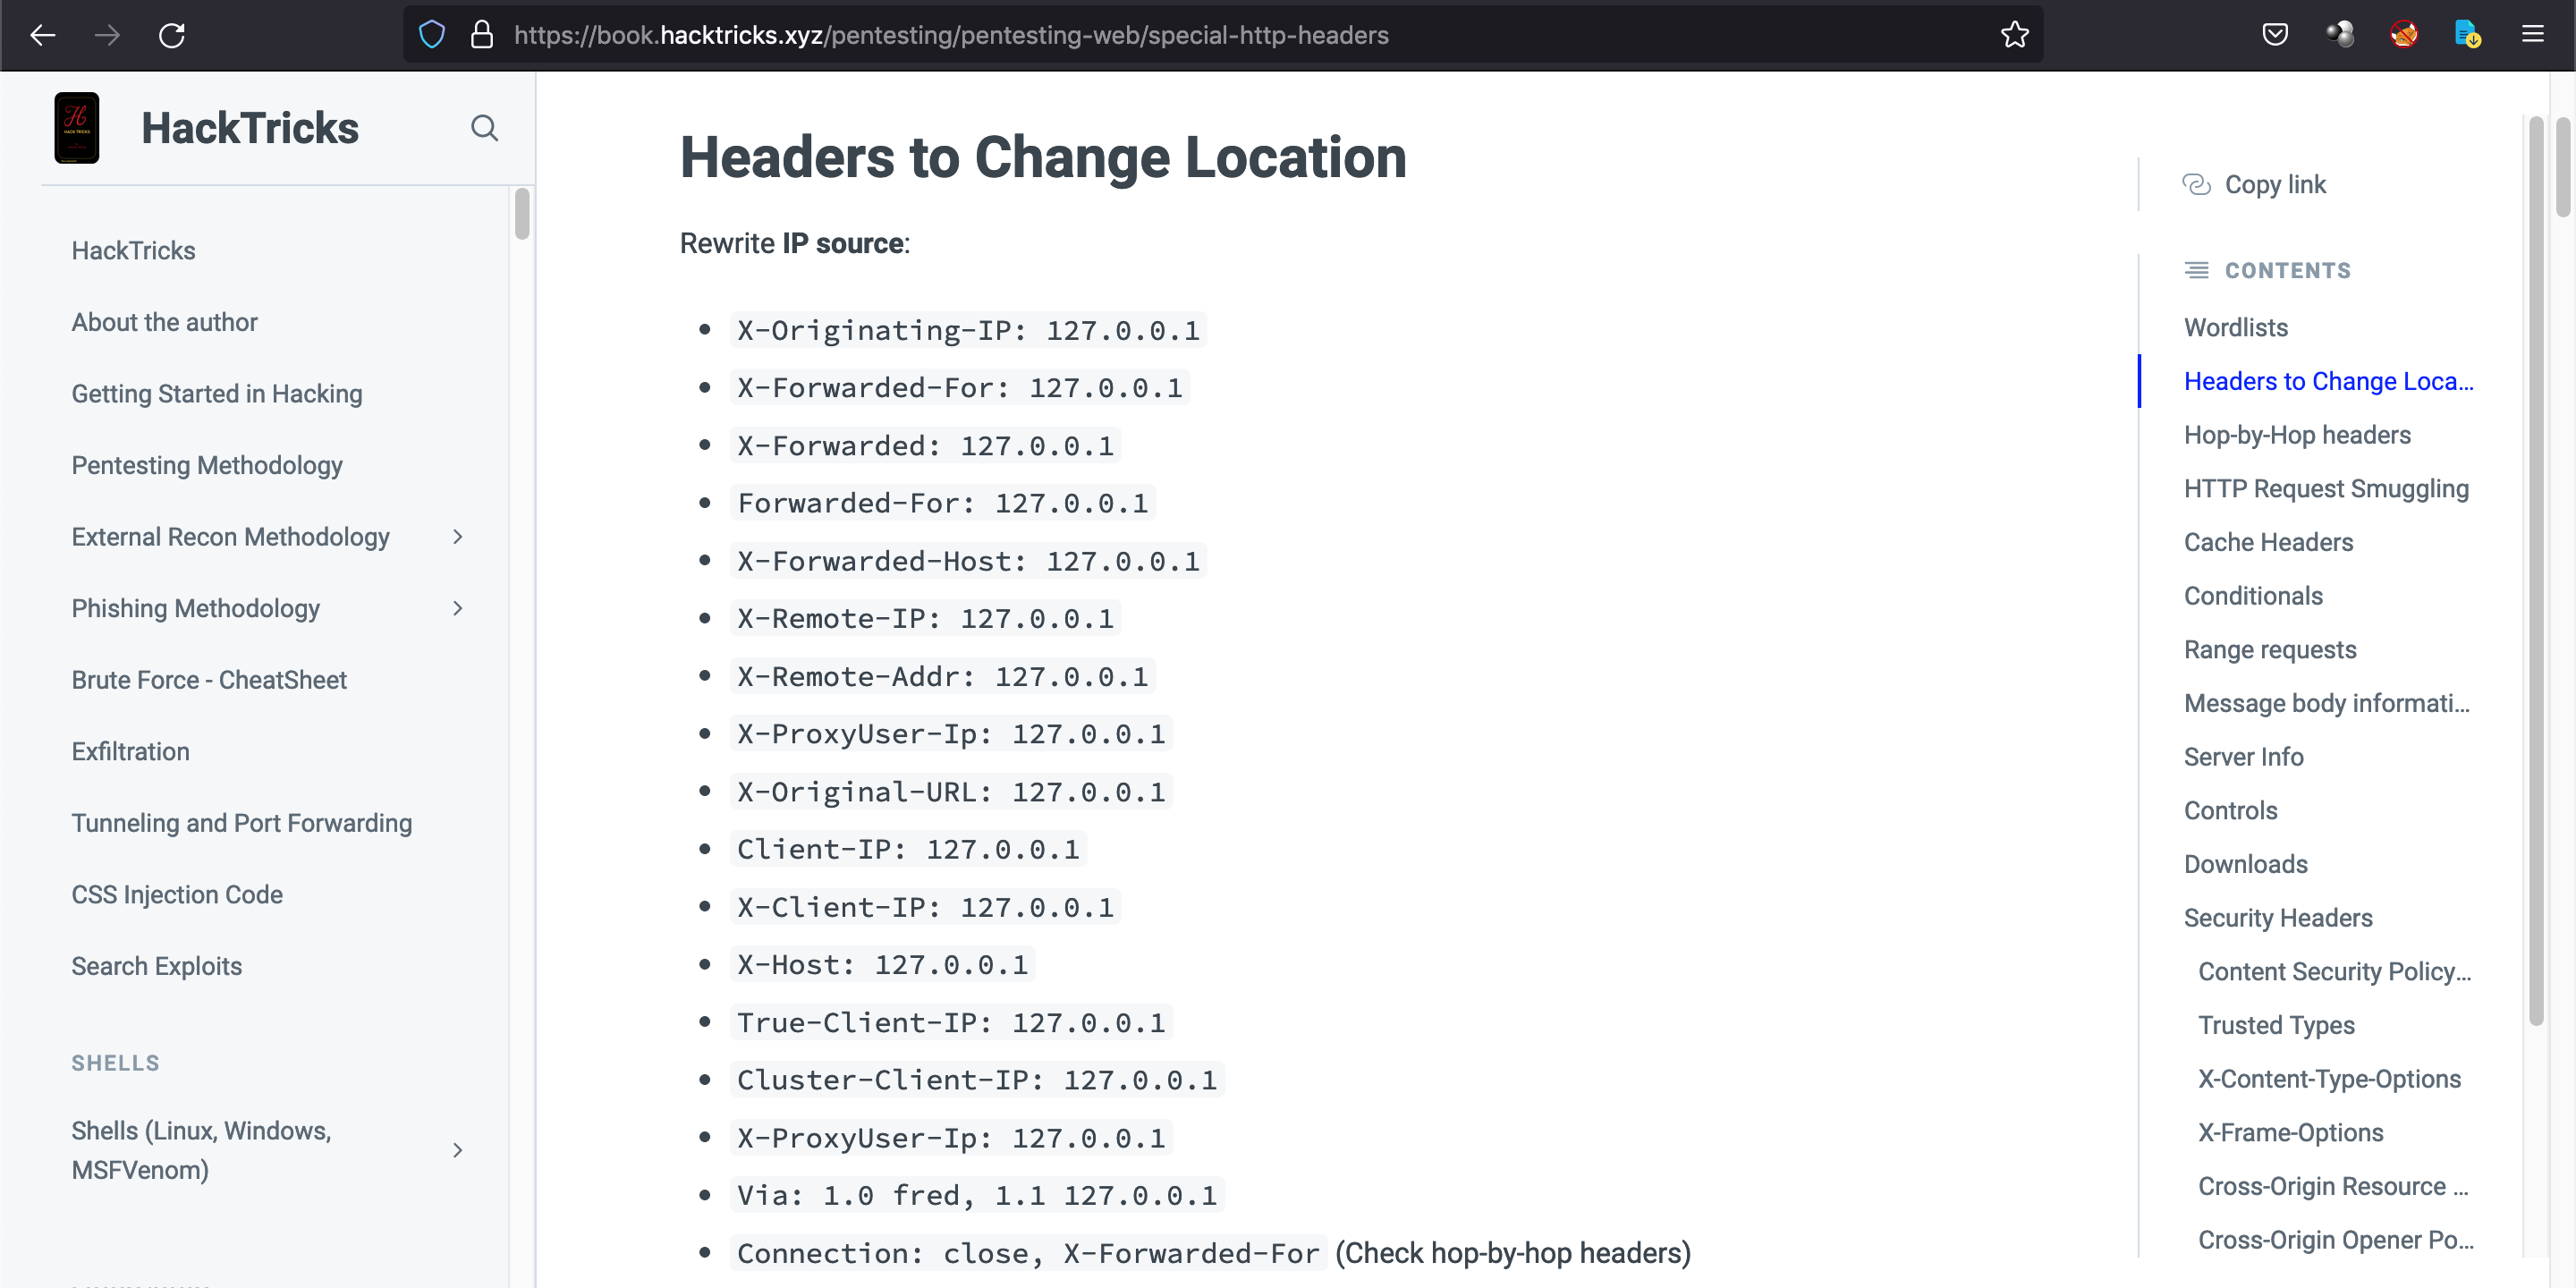 https://book.hacktricks.xyz/pentesting/pentesting-web/special-http-headers
HackTricks
HackTricks
About the author
Getting Started in Hacking
Pentesting Methodology
External Recon Methodology
Phishing Methodology
Brute Force - CheatSheet
Exfiltration
Tunneling and Port Forwarding
CSS Injection Code
Search Exploits
SHELLS
Shells (Linux, Windows,
MSFVenom)
Headers to Change Location
Rewrite IP source:
X-Originating-IP: 127.0.0.1
X-Forwarded-For: 127.0.0.1
X-Forwarded: 127.0.0.1
Forwarded-For: 127.0.0.1
X-Forwarded-Host: 127.0.0.1
X-Remote-IP: 127.0.0.1
X-Remote-Addr: 127.0.0.1
X-ProxyUser-Ip: 127.0.0.1
X-Original-URL: 127.0.0.1
Client-IP: 127.0.0.1
X-Client-IP: 127.0.0.1
X-Host: 127.0.0.1
True-Client-IP: 127.0.0.1
Cluster-Client-IP: 127.0.0.1
X-ProxyUser-Ip: 127.0.0.1
Via: 1.0 fred, 1.1 127.0.0.1
Connection: close, X-Forwarded-For (Check hop-by-hop headers)
Copy link
CONTENTS
Wordlists
Headers to Change Loca...
Hop-by-Hop headers
HTTP Request Smuggling
Cache Headers
Conditionals
Range requests
Message body informati...
Server Info
Controls
Downloads
Security Headers
Content Security Policy...
Trusted Types
X-Content-Type-Options
X-Frame-Options
Cross-Origin Resource ...
Cross-Origin Opener Po...